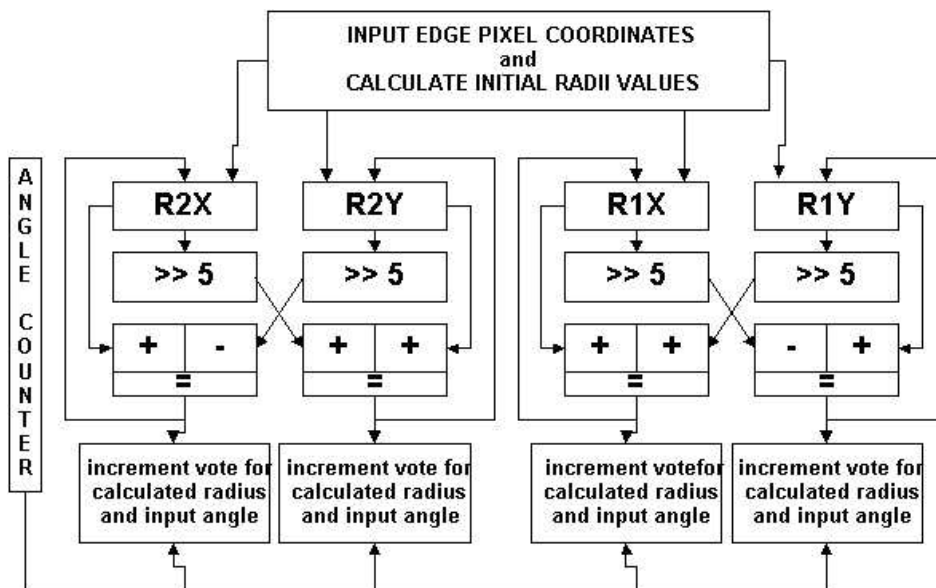 INPUT EDGE PIXEL COORDINATES
and
CALCULATE INITIAL RADII VALUES
ANGLE COUNTER
R2X
R2Y
R1X
R1Y
>> 5
>> 5
>> 5
>> 5
+ -
+ +
+ +
- +
=
=
=
=
increment vote for
calculated radius
and input angle
increment vote for
calculated radius
and input angle
increment votefor
calculated radius
and input angle
increment vote for
calculated radius
and input angle